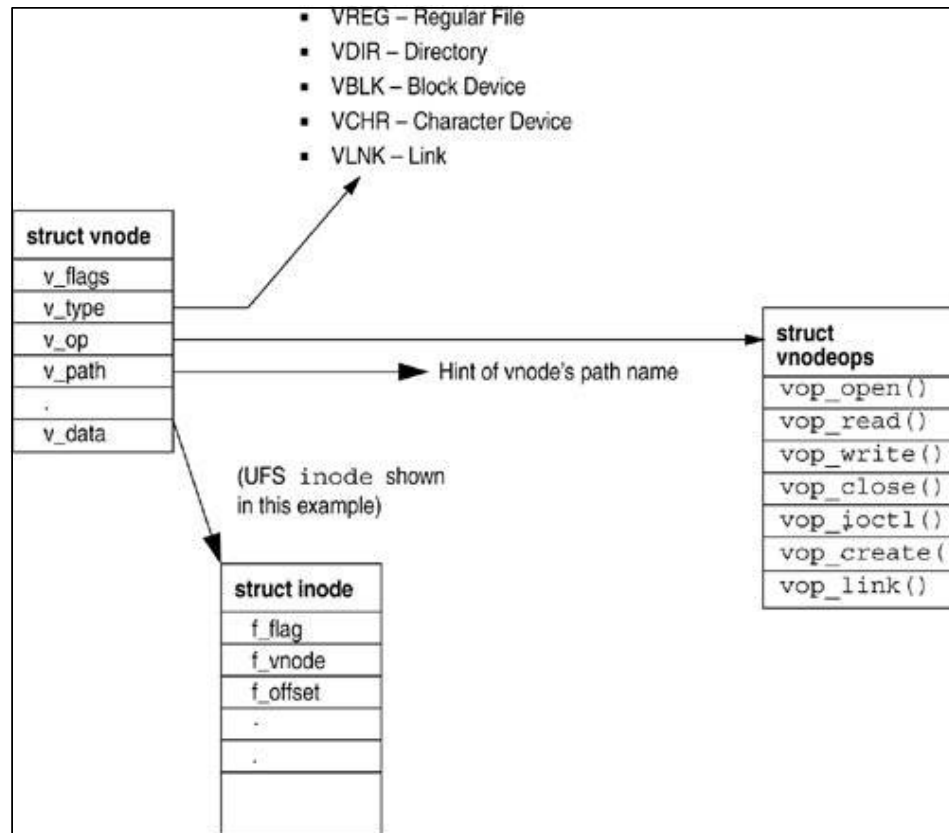 ▪ VREG – Regular File
▪ VDIR – Directory
▪ VBLK – Block Device
▪ VCHR – Character Device
▪ VLNK – Link
struct vnode
v_flags
v_type
v_op
v_path
.
v_data
Hint of vnode's path name
struct
vnodeops
vop_open()
vop_read()
vop_write()
vop_close()
vop_ioctl()
vop_create(
vop_link()
(UFS inode shown
in this example)
struct inode
f_flag
f_vnode
f_offset
.
.